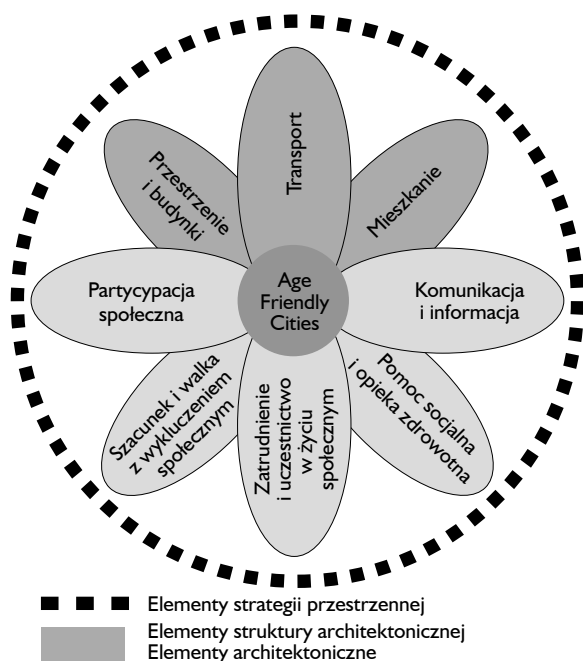 Transport
Przestrzenie
i budynki
Mieszkanie
Age
Friendly
Cities
Partycypacja
społeczna
Komunikacja
i informacja
Szacunek i walka
z wykluczeniem
społecznym
Zatrudnienie
i uczestnictwo
w życiu
społecznym
Pomoc socjalna
i opieka zdrowotna
Elementy strategii przestrzennej
Elementy struktury architektonicznej
Elementy architektoniczne